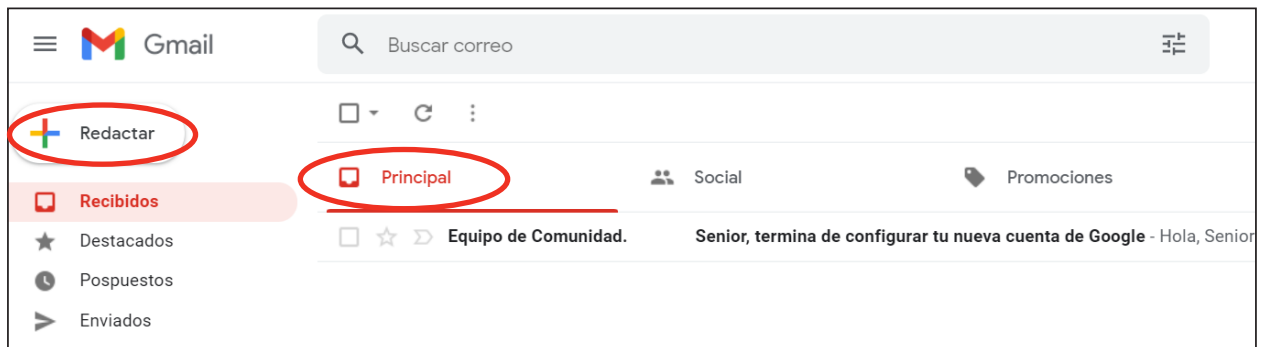 Gmail
Buscar correo
Redactar
Principal
Social
Promociones
Recibidos
Equipo de Comunidad. Senior, termina de configurar tu nueva cuenta de Google - Hola, Senior
Destacados
Pospuestos
Enviados